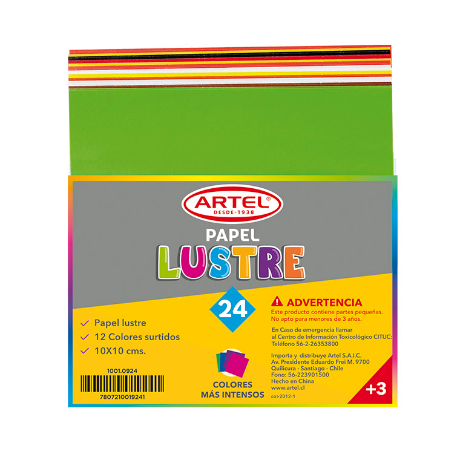 ARTEL®
DESDE-1938
PAPEL
LUSTRE
24
✓ Papel lustre
✓ 12 Colores surtidos
✓ 10X10 cms.
1001.0924
7807210019241
COLORES
MÁS INTENSOS
ADVERTENCIA
Este producto contiene partes pequeñas.
No apto para menores de 3 años.
En Caso de emergencia llamar
al Centro de Información Toxicológico CITUC:
Teléfono 56-2-26353800
Importa y distribuye Artel S.A.I.C.
Av. Presidente Eduardo Frei M. 9700
Quilicura - Santiago - Chile
Fono: 56-223901500
Hecho en China
www.artel.cl
+3